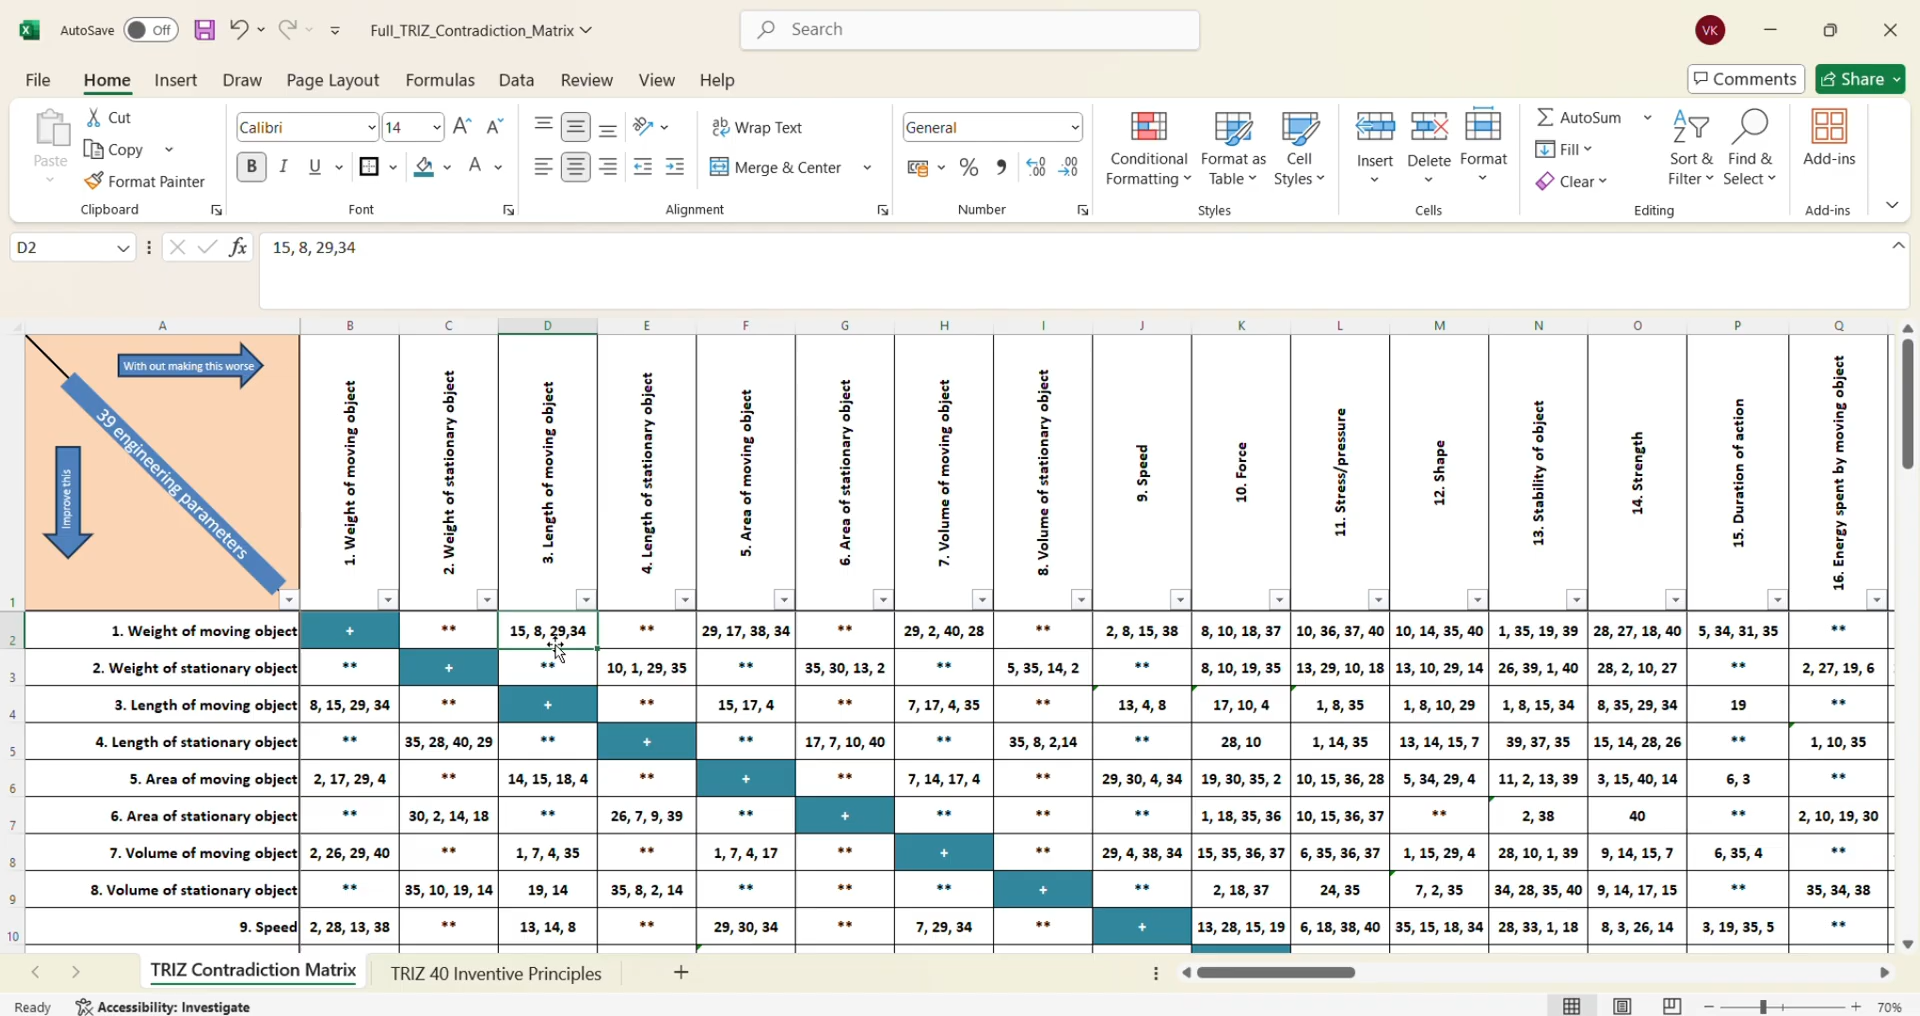 AutoSave Off Full_TRIZ_Contradiction_Matrix Search VK
File Home Insert Draw Page Layout Formulas Data Review View Help Comments Share
Paste Cut Copy Format Painter Clipboard
Calibri 14 B I U A Font
Wrap Text Merge & Center Alignment
General % Number
Conditional Formatting Format as Table Cell Styles Styles
Insert Delete Format Cells
AutoSum Fill Clear Sort & Filter Find & Select Editing
Add-ins Add-ins
D2 fx 15, 8, 29,34
A B C D E F G H I J K L M N O P Q
With out making this worse
39 engineering parameters
Improve this
1 1. Weight of moving object
2. Weight of stationary object
3. Length of moving object
4. Length of stationary object
5. Area of moving object
6. Area of stationary object
7. Volume of moving object
8. Volume of stationary object
9. Speed
10. Force
11. Stress/pressure
12. Shape
13. Stability of object
14. Strength
15. Duration of action
16. Energy spent by moving object
2 1. Weight of moving object + ** 15, 8, 29,34 ** 29, 17, 38, 34 ** 29, 2, 40, 28 ** 2, 8, 15, 38 8, 10, 18, 37 10, 36, 37, 40 10, 14, 35, 40 1, 35, 19, 39 28, 27, 18, 40 5, 34, 31, 35 **
3 2. Weight of stationary object ** + ** 10, 1, 29, 35 ** 35, 30, 13, 2 ** 5, 35, 14, 2 ** 8, 10, 19, 35 13, 29, 10, 18 13, 10, 29, 14 26, 39, 1, 40 28, 2, 10, 27 ** 2, 27, 19, 6
4 3. Length of moving object 8, 15, 29, 34 ** + ** 15, 17, 4 ** 7, 17, 4, 35 ** 13, 4, 8 17, 10, 4 1, 8, 35 1, 8, 10, 29 1, 8, 15, 34 8, 35, 29, 34 19 **
5 4. Length of stationary object ** 35, 28, 40, 29 ** + ** 17, 7, 10, 40 ** 35, 8, 2,14 ** 28, 10 1, 14, 35 13, 14, 15, 7 39, 37, 35 15, 14, 28, 26 ** 1, 10, 35
6 5. Area of moving object 2, 17, 29, 4 ** 14, 15, 18, 4 ** + ** 7, 14, 17, 4 ** 29, 30, 4, 34 19, 30, 35, 2 10, 15, 36, 28 5, 34, 29, 4 11, 2, 13, 39 3, 15, 40, 14 6, 3 **
7 6. Area of stationary object ** 30, 2, 14, 18 ** 26, 7, 9, 39 ** + ** ** ** 1, 18, 35, 36 10, 15, 36, 37 ** 2, 38 40 ** 2, 10, 19, 30
8 7. Volume of moving object 2, 26, 29, 40 ** 1, 7, 4, 35 ** 1, 7, 4, 17 ** + ** 29, 4, 38, 34 15, 35, 36, 37 6, 35, 36, 37 1, 15, 29, 4 28, 10, 1, 39 9, 14, 15, 7 6, 35, 4 **
9 8. Volume of stationary object ** 35, 10, 19, 14 19, 14 35, 8, 2, 14 ** ** ** + ** 2, 18, 37 24, 35 7, 2, 35 34, 28, 35, 40 9, 14, 17, 15 ** 35, 34, 38
10 9. Speed 2, 28, 13, 38 ** 13, 14, 8 ** 29, 30, 34 ** 7, 29, 34 ** + 13, 28, 15, 19 6, 18, 38, 40 35, 15, 18, 34 28, 33, 1, 18 8, 3, 26, 14 3, 19, 35, 5 **
TRIZ Contradiction Matrix TRIZ 40 Inventive Principles +
Ready Accessibility: Investigate 70%